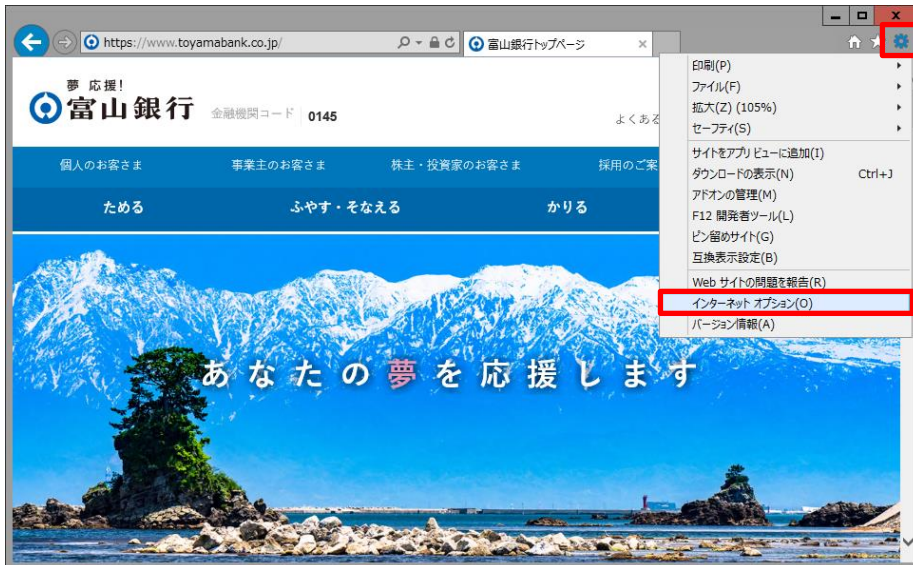 https://www.toyamabank.co.jp/
富山銀行トップページ
夢 応援!
富山銀行
金融機関コード 0145
よくある
個人のお客さま
事業主のお客さま
株主・投資家のお客さま
採用のご案
ためる
ふやす・そなえる
かりる
あなたの夢を応援します
印刷(P)
ファイル(F)
拡大(Z) (105%)
セーフティ(S)
サイトをアプリ ビューに追加(I)
ダウンロードの表示(N) Ctrl+J
アドオンの管理(M)
F12 開発者ツール(L)
ピン留めサイト(G)
互換表示設定(B)
Web サイトの問題を報告(R)
インターネット オプション(O)
バージョン情報(A)